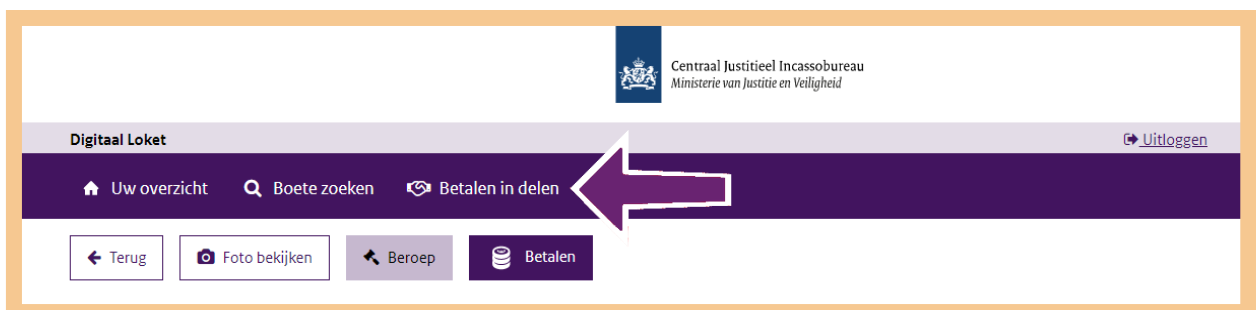 Centraal Justitieel Incassobureau
Ministerie van Justitie en Veiligheid
Digitaal Loket
Uitloggen
Uw overzicht
Boete zoeken
Betalen in delen
Terug
Foto bekijken
Beroep
Betalen